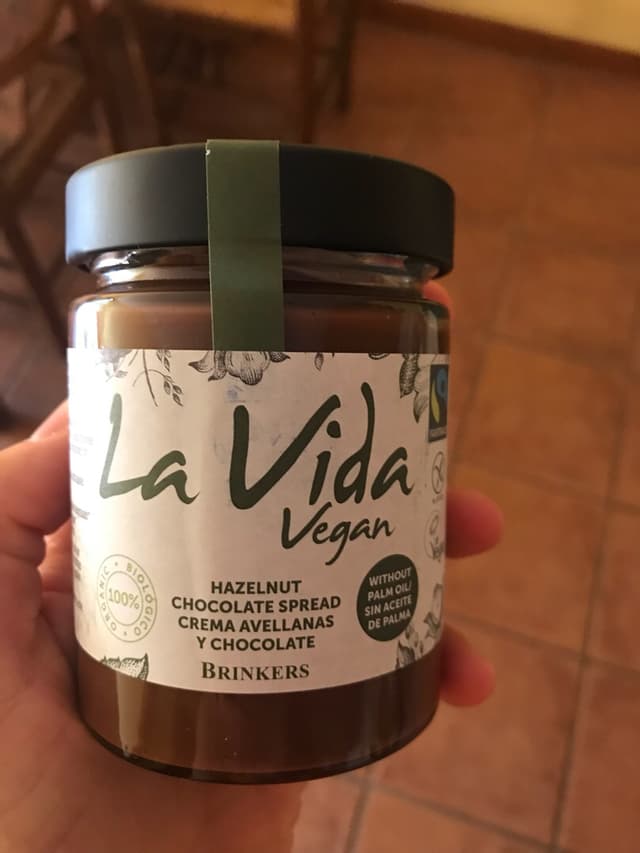 La Vida
Vegan
100%
ORGANIC • BIOLÓGICO
HAZELNUT
CHOCOLATE SPREAD
CREMA AVELLANAS
Y CHOCOLATE
BRINKERS
WITHOUT
PALM OIL/
SIN ACEITE
DE PALMA